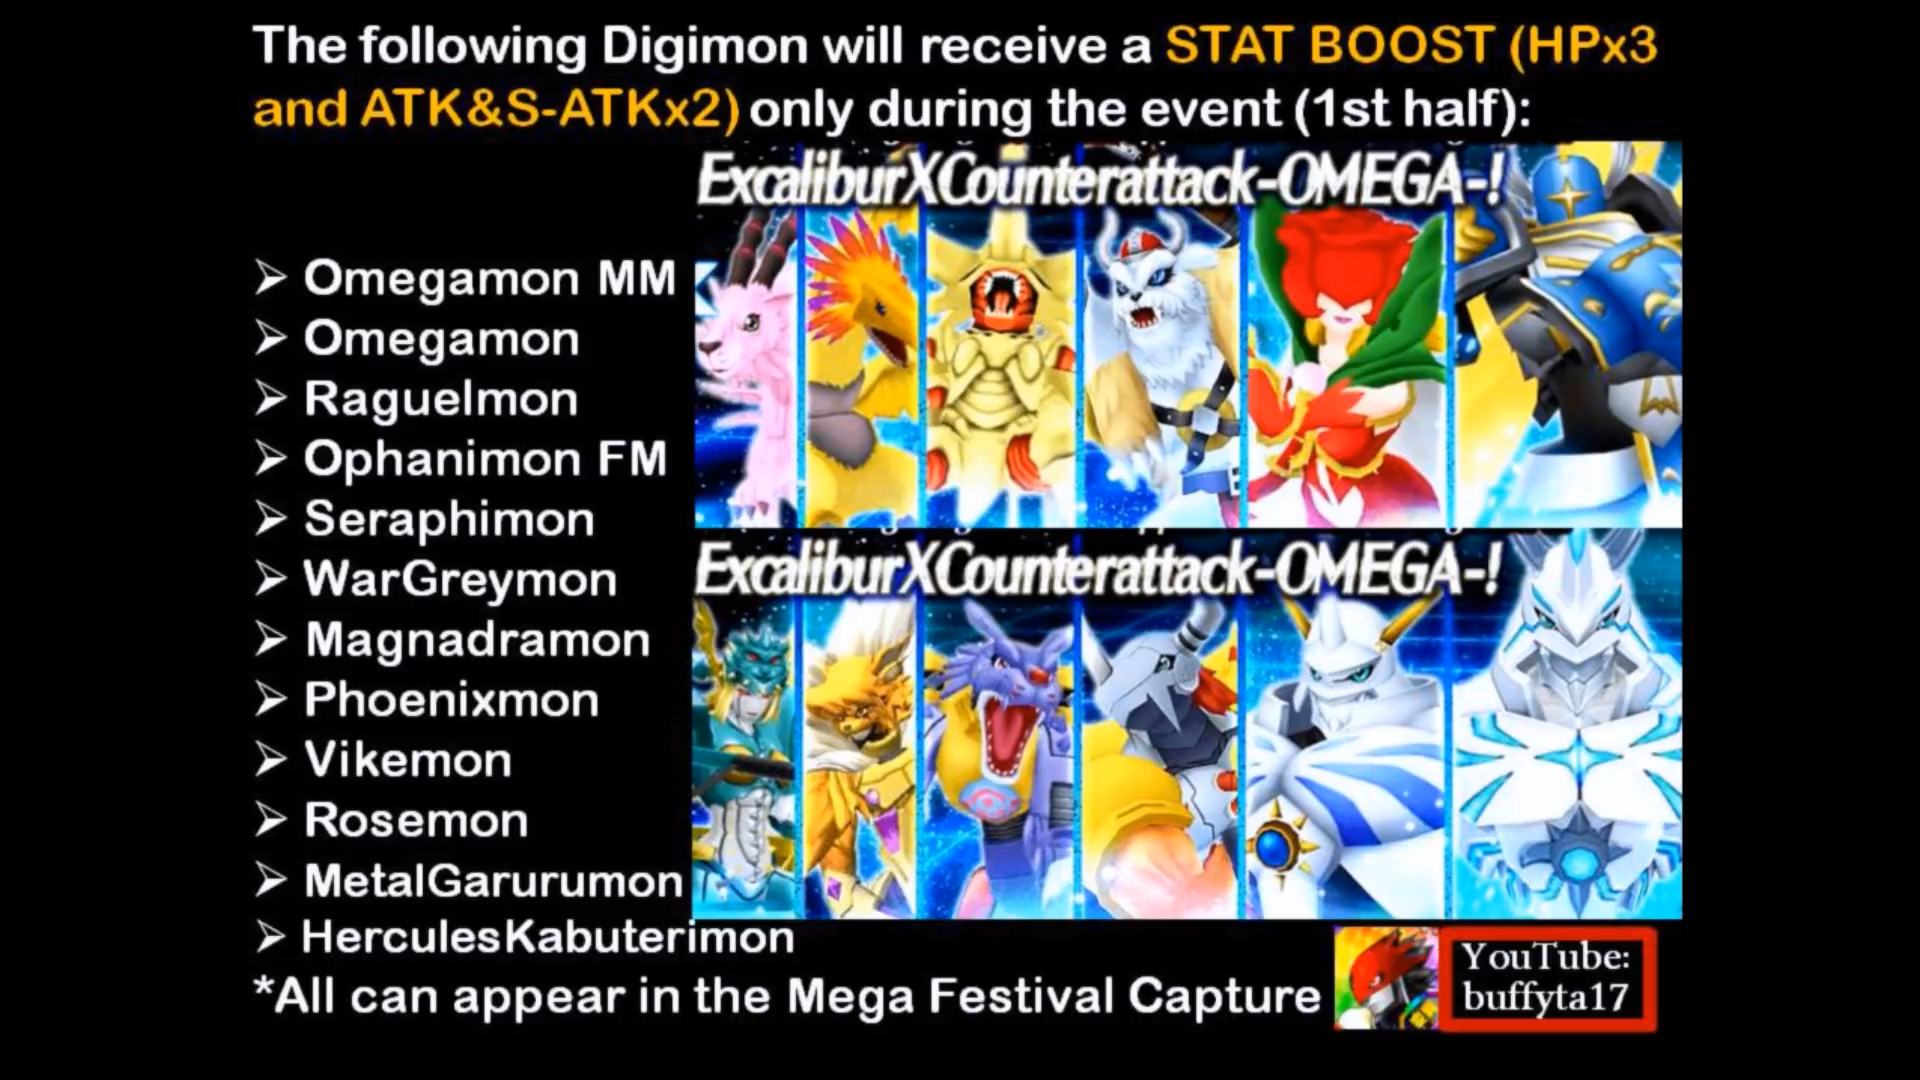 The following Digimon will receive a STAT BOOST (HPx3
and ATK&S-ATKx2) only during the event (1st half):
ExcaliburXCounterattack-OMEGA-!
➢ Omegamon MM
➢ Omegamon
➢ Raguelmon
➢ Ophanimon FM
➢ Seraphimon
ExcaliburXCounterattack-OMEGA-!
➢ WarGreymon
➢ Magnadramon
➢ Phoenixmon
➢ Vikemon
➢ Rosemon
➢ MetalGarurumon
➢ HerculesKabuterimon
*All can appear in the Mega Festival Capture
YouTube:
buffyta17